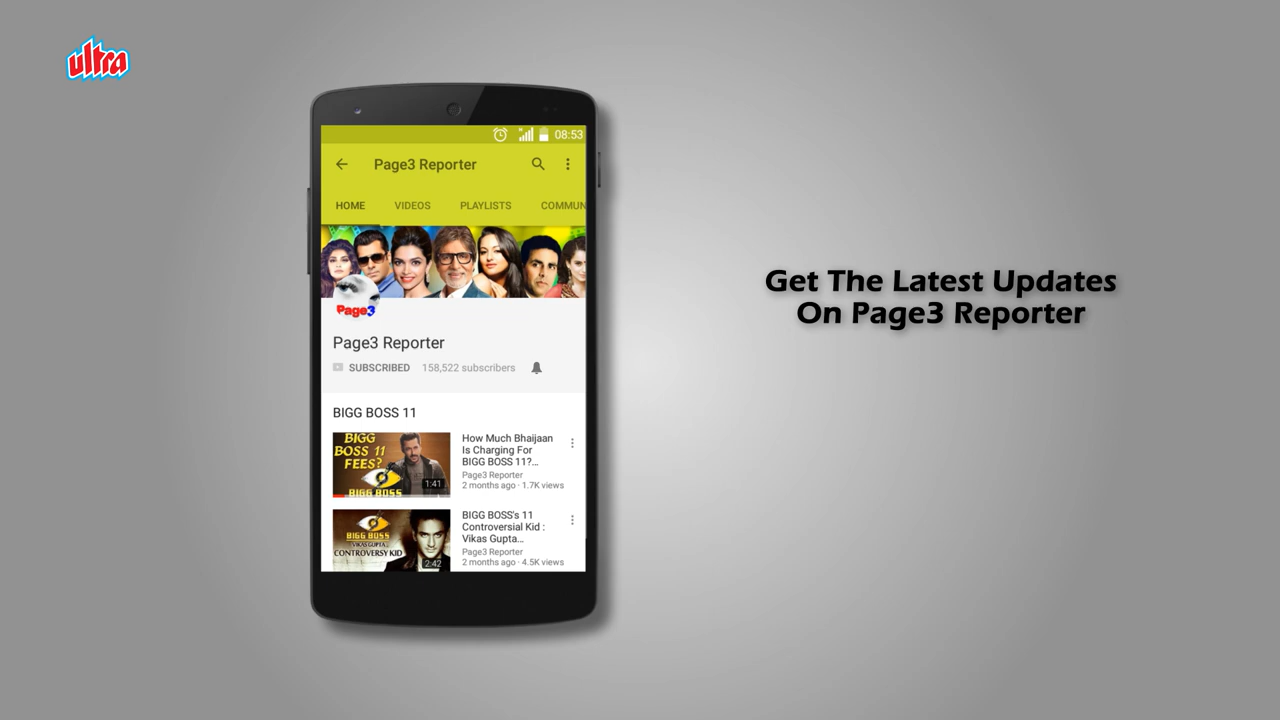 ultra
08:53
Page3 Reporter
HOME VIDEOS PLAYLISTS COMMUN
Page3
Page3 Reporter
SUBSCRIBED 158,522 subscribers
BIGG BOSS 11
BIGG
BOSS 11
FEES?
BIGG BOSS
1:41
How Much Bhaijaan
Is Charging For
BIGG BOSS 11?...
Page3 Reporter
2 months ago · 1.7K views
BIGG BOSS
VIKAS GUPTA
CONTROVERSY KID
2:42
BIGG BOSS's 11
Controversial Kid :
Vikas Gupta...
Page3 Reporter
2 months ago · 4.5K views
Get The Latest Updates
On Page3 Reporter